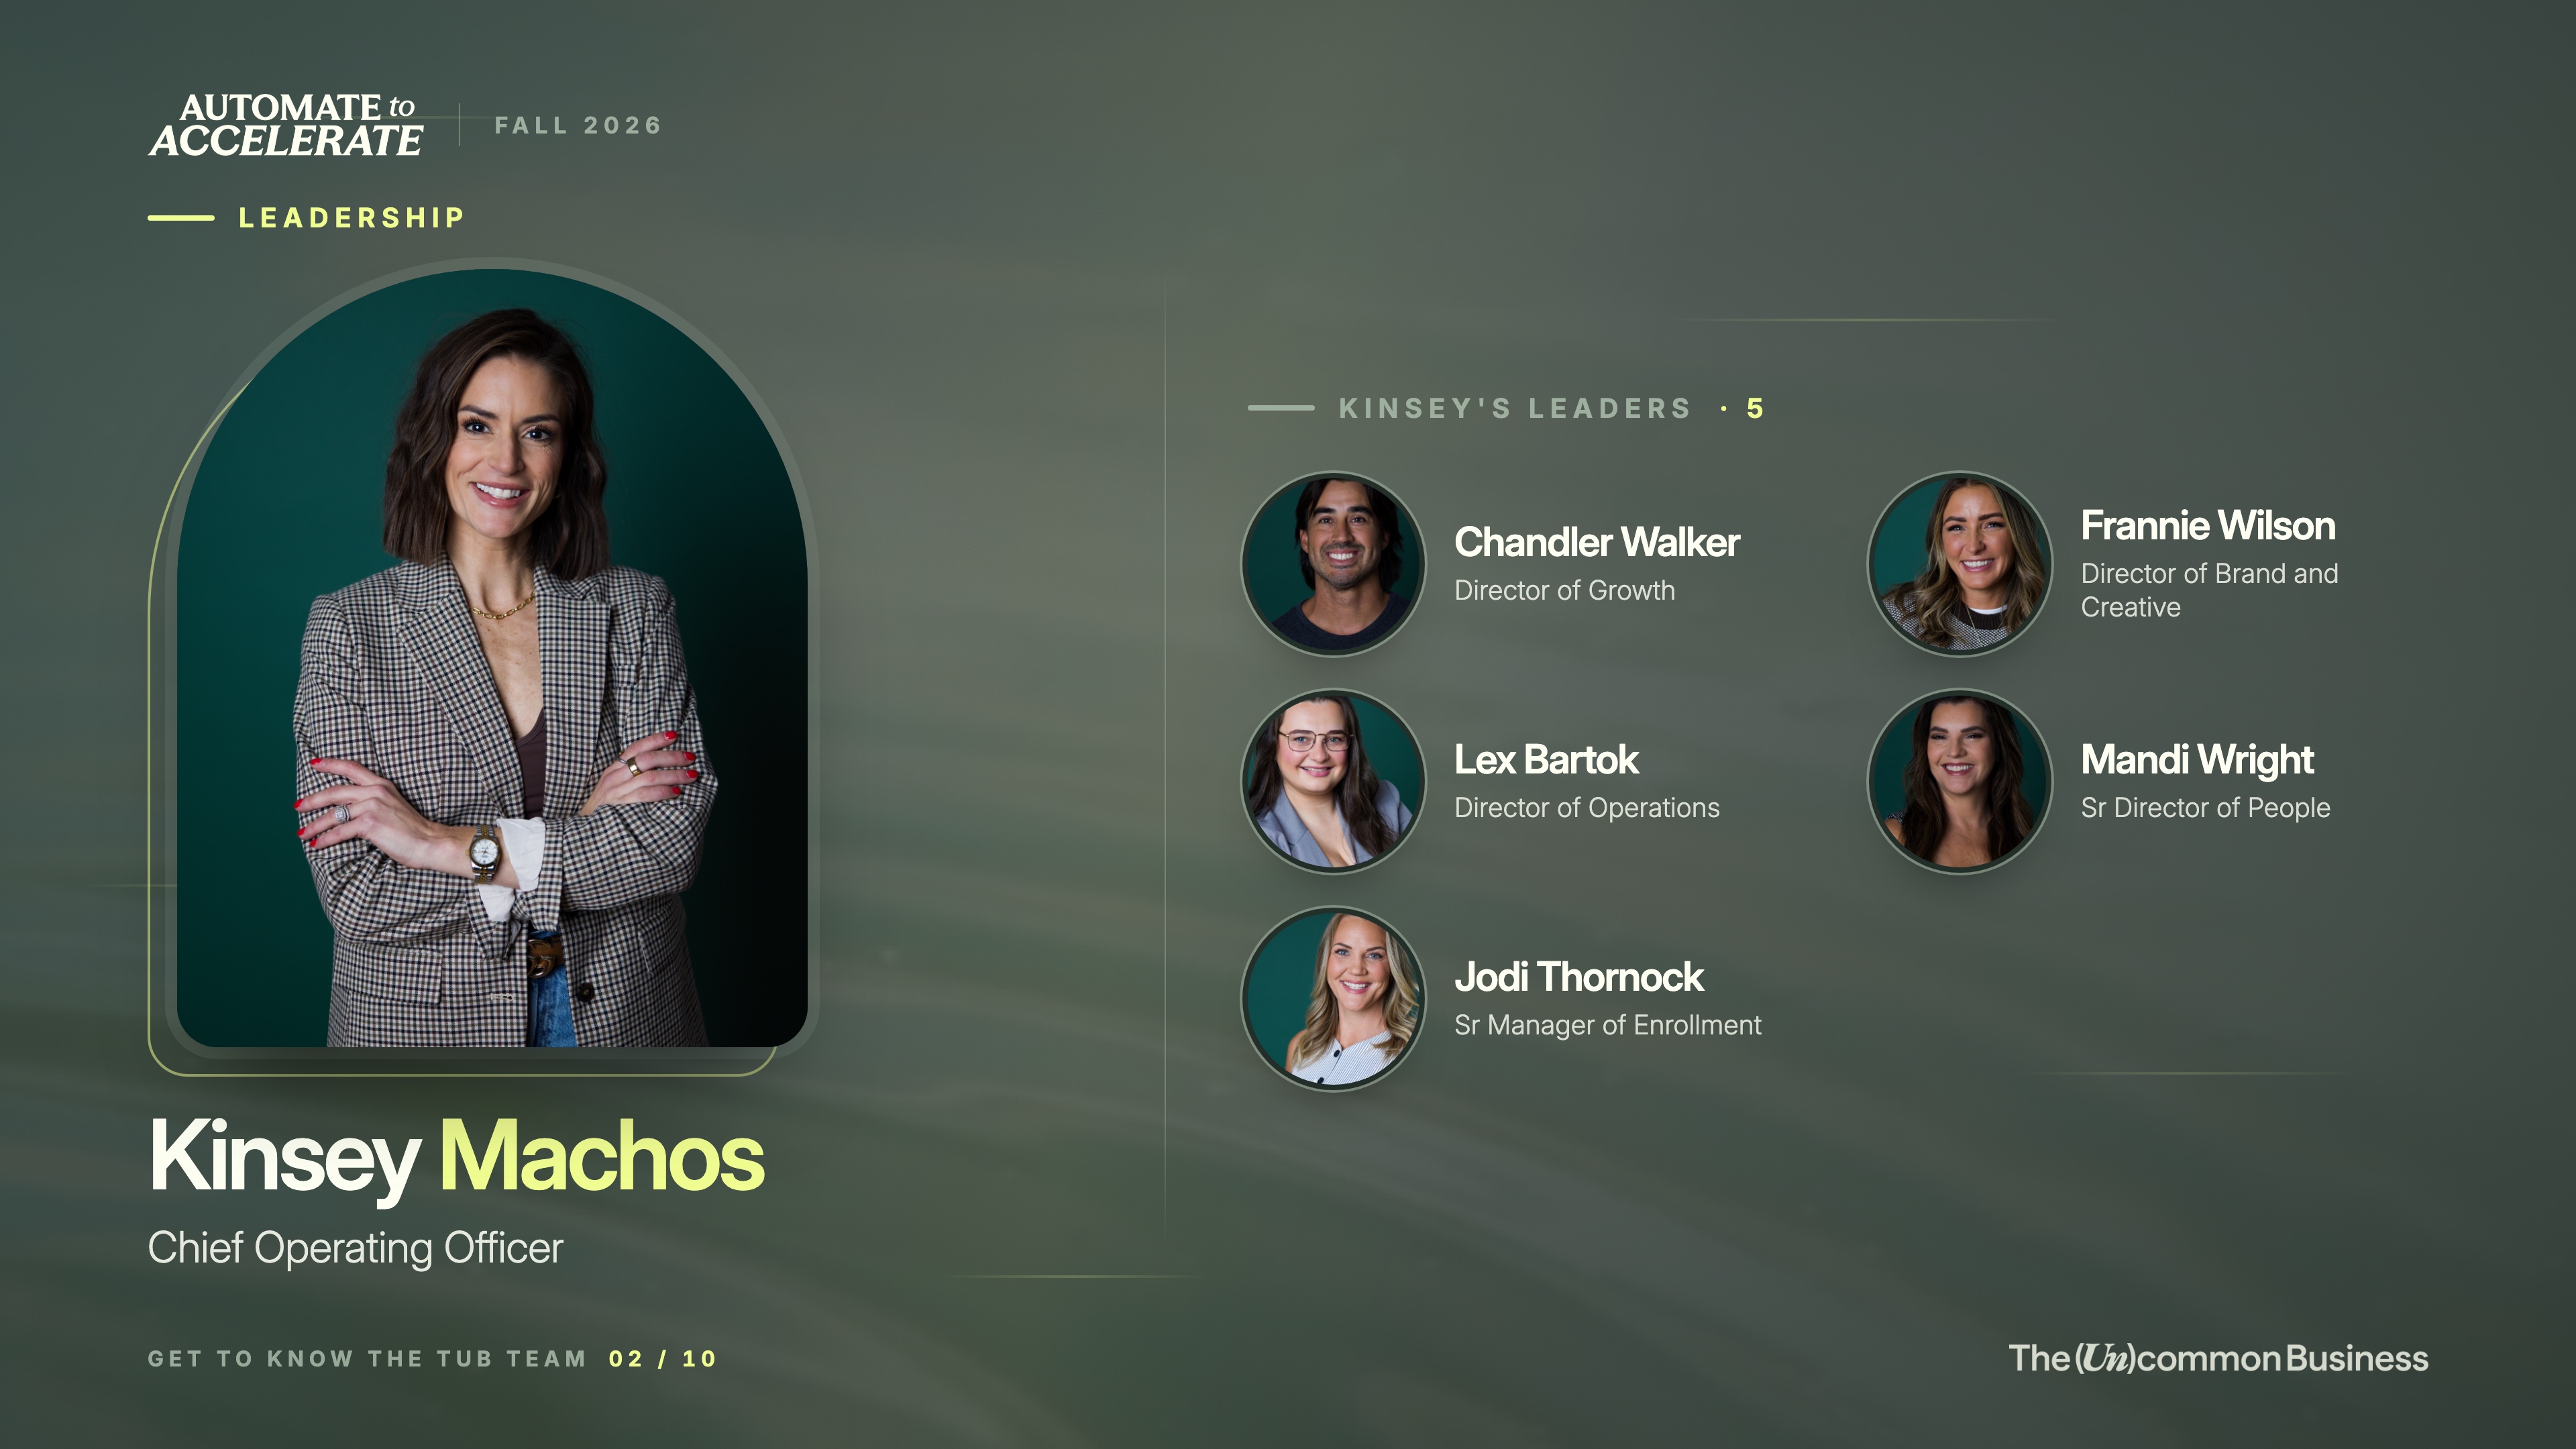 AUTOMATE to
ACCELERATE
FALL 2026
LEADERSHIP
Kinsey Machos
Chief Operating Officer
KINSEY'S LEADERS · 5
Chandler Walker
Director of Growth
Frannie Wilson
Director of Brand and
Creative
Lex Bartok
Director of Operations
Mandi Wright
Sr Director of People
Jodi Thornock
Sr Manager of Enrollment
GET TO KNOW THE TUB TEAM 02 / 10
The (Un)common Business